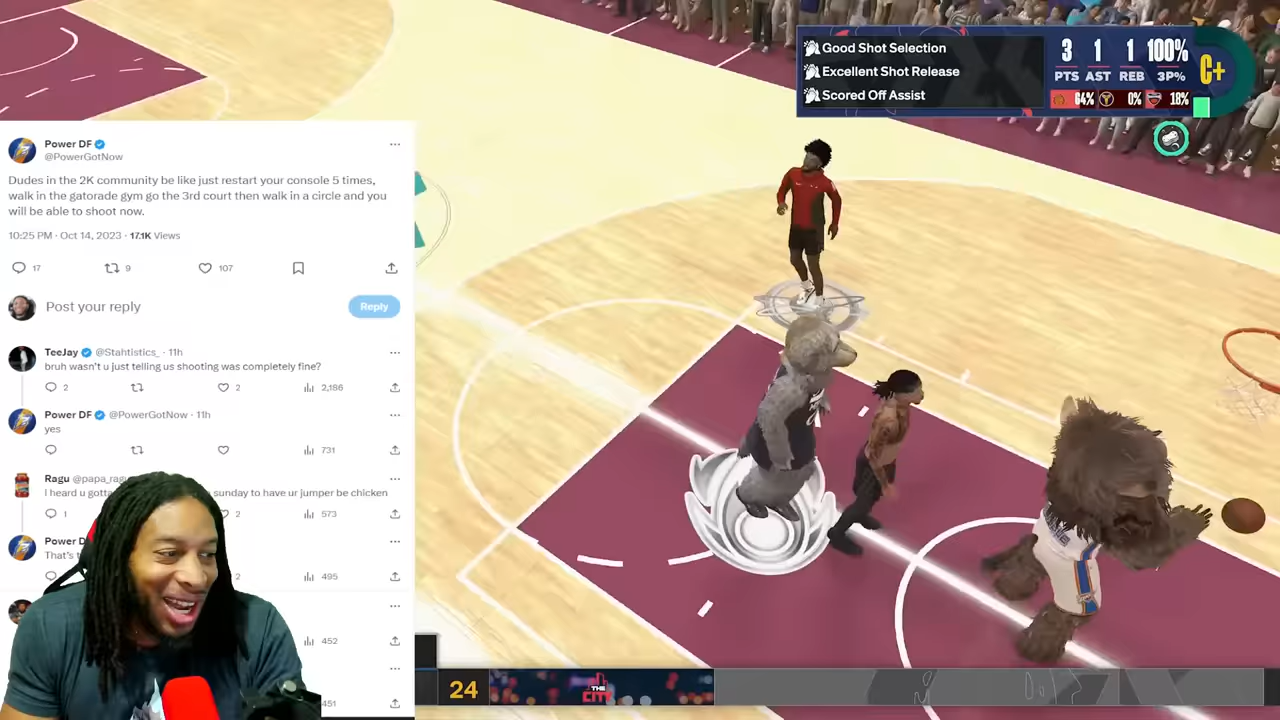 Good Shot Selection
Excellent Shot Release
Scored Off Assist
3 1 1 100%
PTS AST REB 3P%
C+
64% 0% 18%
Power DF
@PowerGotNow
Dudes in the 2K community be like just restart your console 5 times,
walk in the gatorade gym go the 3rd court then walk in a circle and you
will be able to shoot now.
10:25 PM · Oct 14, 2023 · 17.1K Views
17 9 107
Post your reply
Reply
TeeJay @Stahtistics_ · 11h
bruh wasn't u just telling us shooting was completely fine?
2 2 2,186
Power DF @PowerGotNow · 11h
yes
731
Ragu
I heard u gotta sunday to have ur jumper be chicken
1 2 573
Power
2 495
452
451
24
THE
CITY